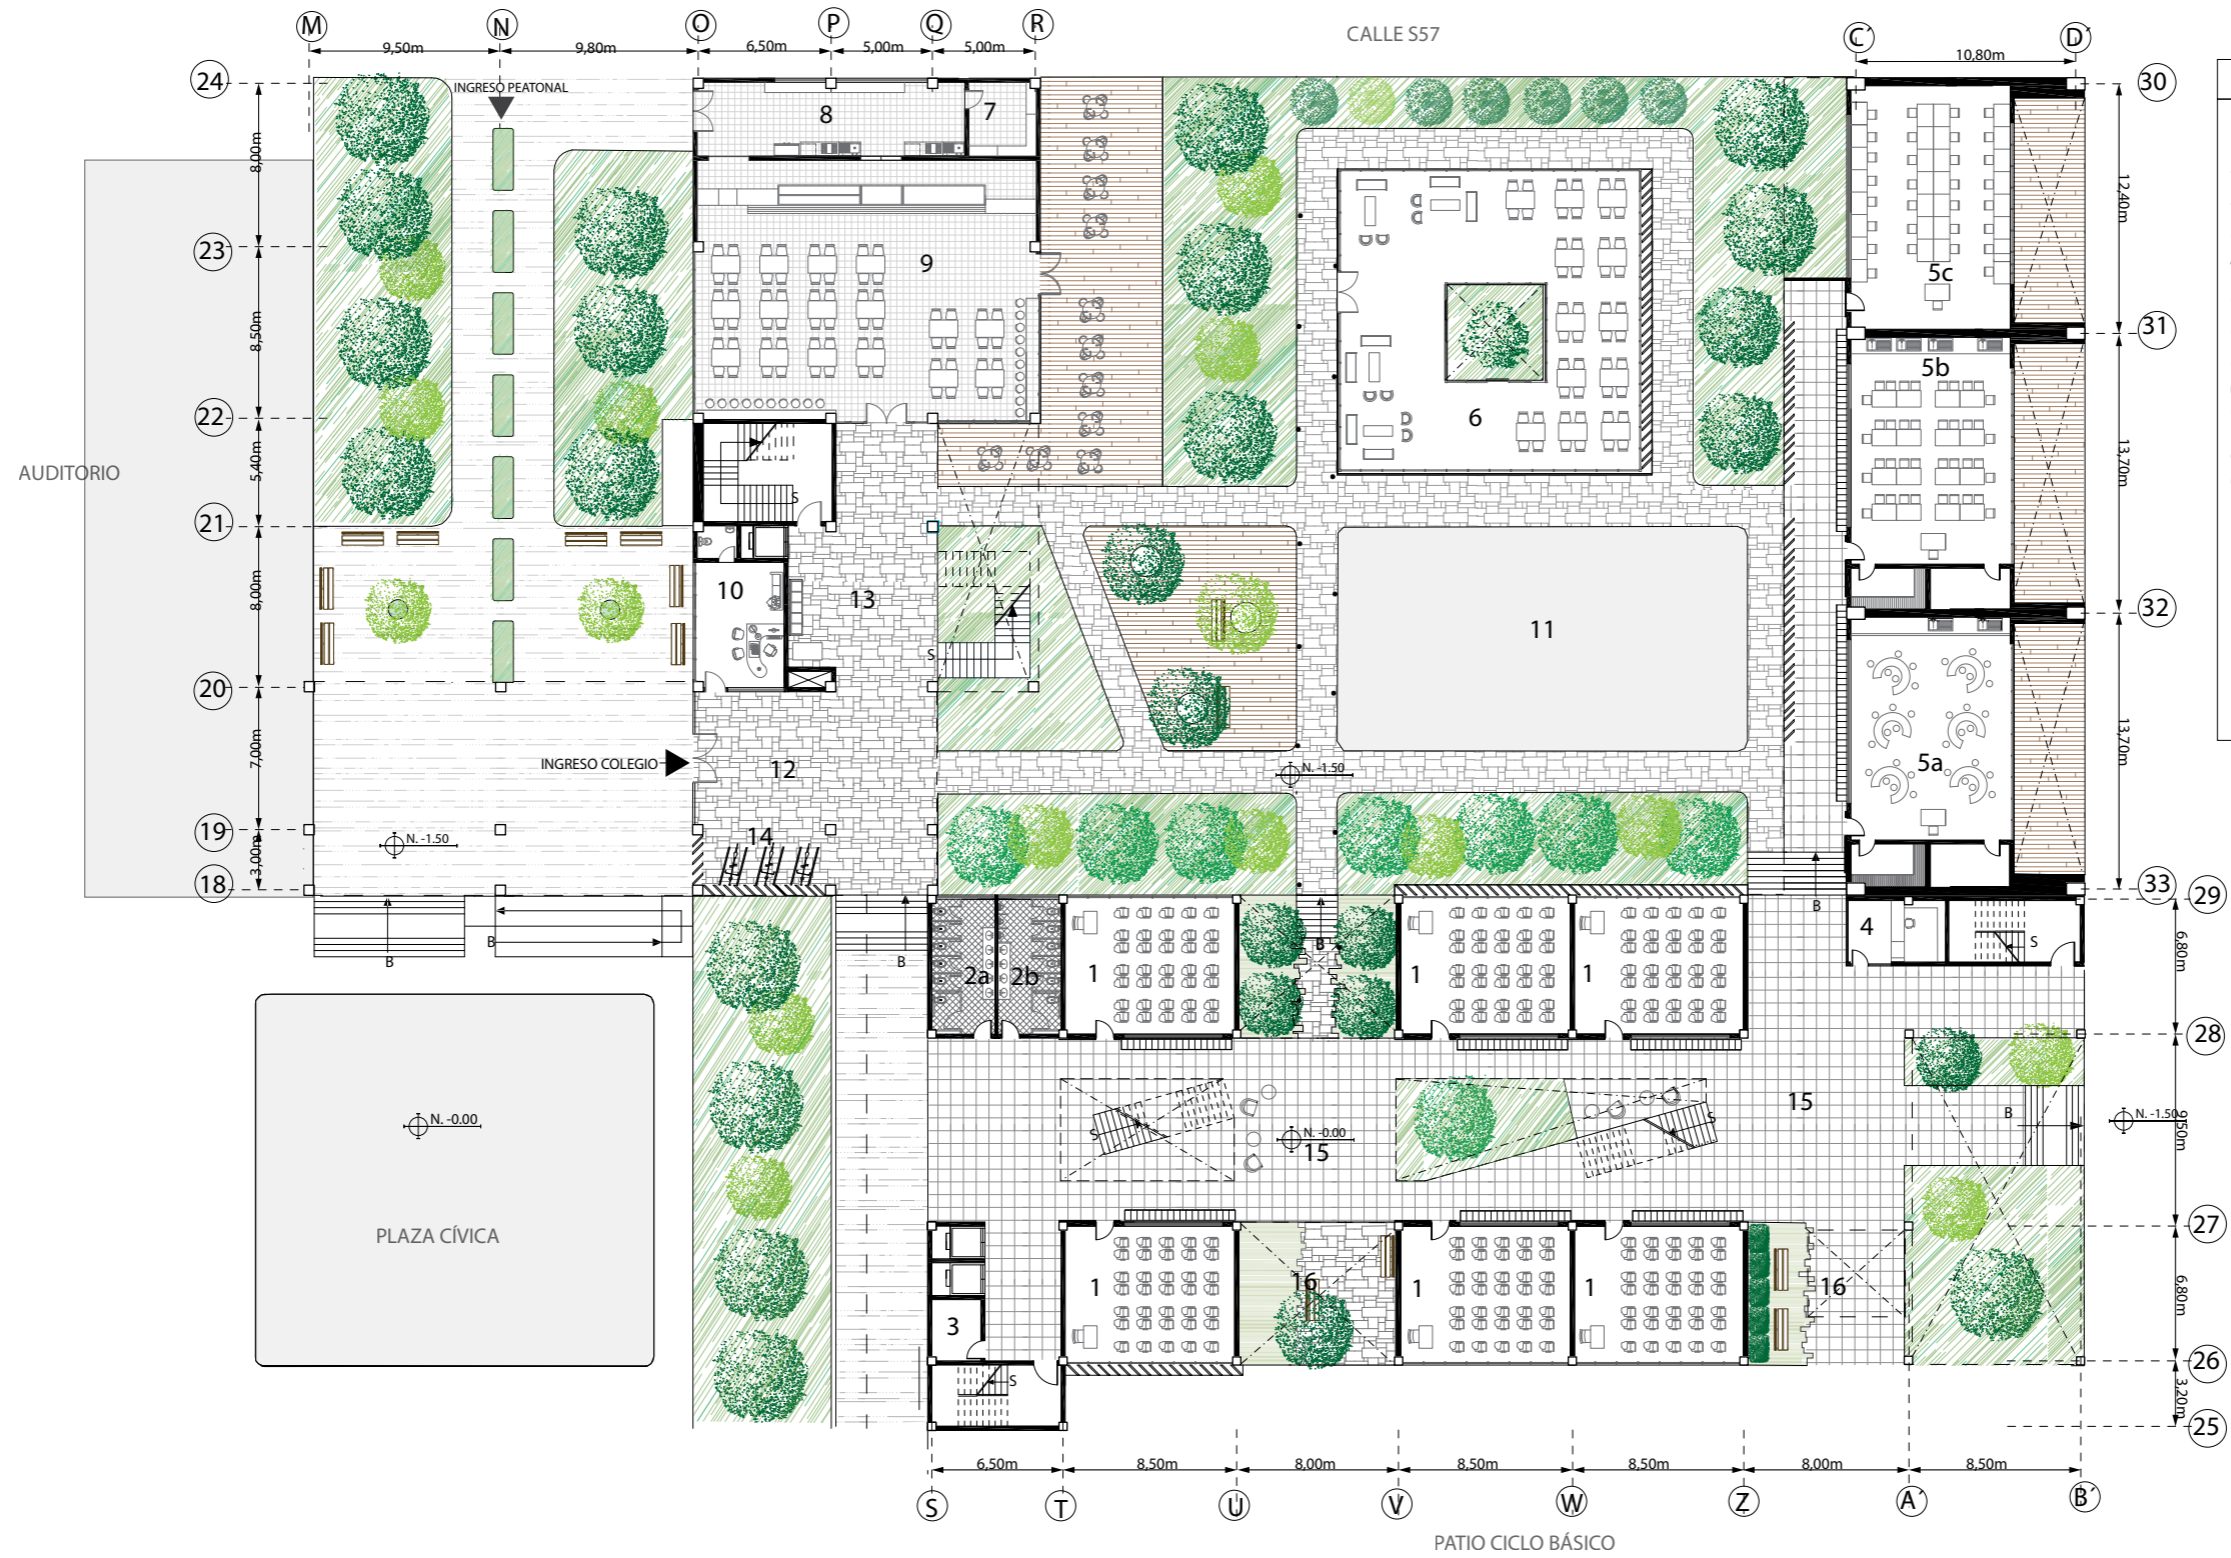 M N O P Q R
9,50m 9,80m 6,50m 5,00m 5,00m
CALLE S57
C´ D´
10,80m
24
INGRESO PEATONAL
30
8,00m
8
7
12,40m
23
9
5c
8,50m
31
5b
22
6
AUDITORIO
5,40m
13,70m
S
21
10
13
8,00m
11
32
S
20
13,70m
7,00m
INGRESO COLEGIO
12
5a
N. -1.50
19
14
N. -1.50
3,00m
18
33
29
B
B
B
B
B
2a
2b
1
1
1
4
S
6,80m
28
15
B
N. -1.50
9,50m
S
S
N. -0.00
N. -0.00
15
PLAZA CÍVICA
27
1
16
1
1
16
6,80m
3
26
S
3,20m
25
6,50m 8,50m 8,00m 8,50m 8,50m 8,00m 8,50m
S T U V W Z A´ B´
PATIO CICLO BÁSICO